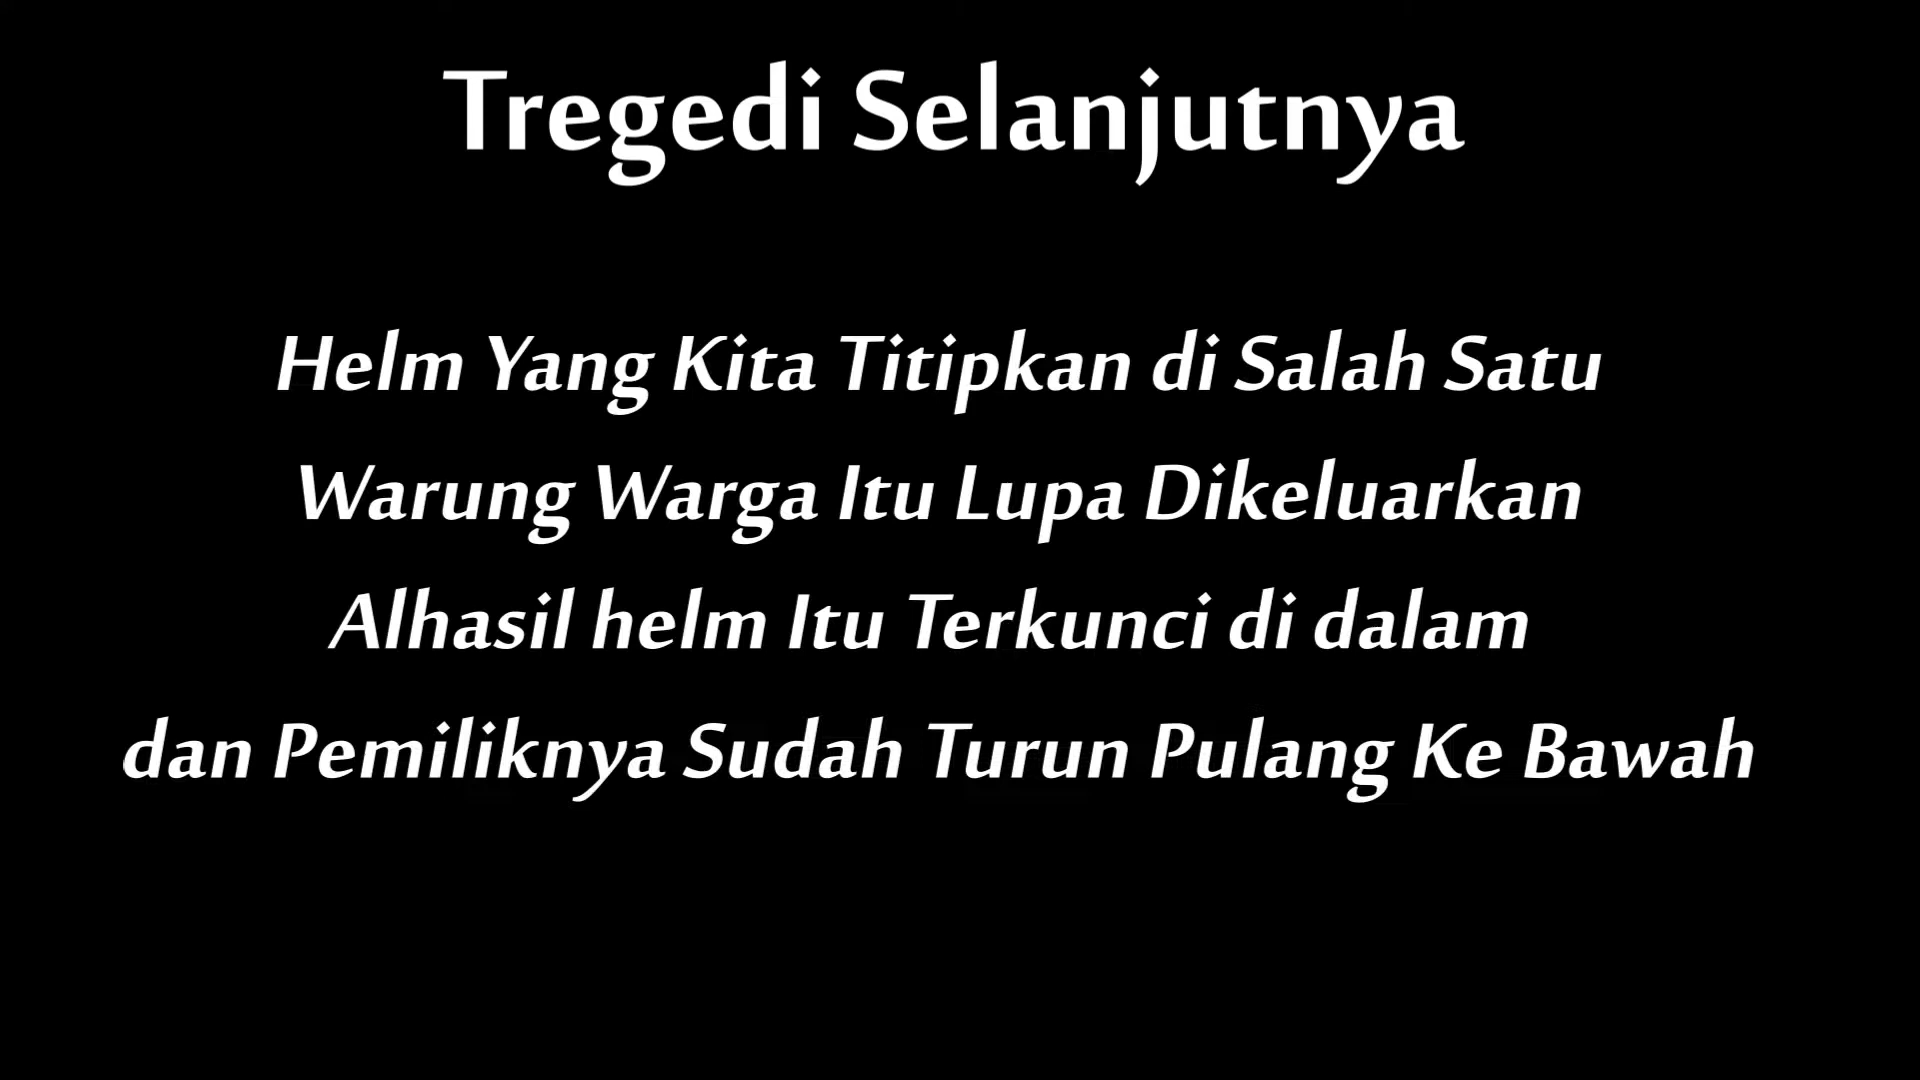 Tregedi Selanjutnya
Helm Yang Kita Titipkan di Salah Satu
Warung Warga Itu Lupa Dikeluarkan
Alhasil helm Itu Terkunci di dalam
dan Pemiliknya Sudah Turun Pulang Ke Bawah